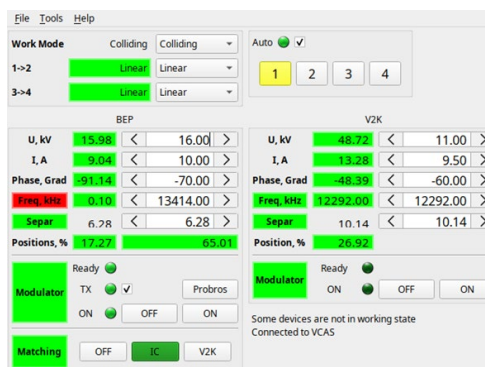 File Tools Help
Work Mode Colliding Colliding
1->2 Linear Linear
3->4 Linear Linear
Auto
1 2 3 4
BEP
U, kV 15.98 < 16.00 >
I, A 9.04 < 10.00 >
Phase, Grad -91.14 < -70.00 >
Freq, kHz 0.10 < 13414.00 >
Separ 6.28 < 6.28 >
Positions, % 17.27 65.01
Modulator
Ready
TX Probros
ON OFF ON
Matching OFF IC V2K
V2K
U, kV 48.72 < 11.00 >
I, A 13.28 < 9.50 >
Phase, Grad -48.39 < -60.00 >
Freq, kHz 12292.00 < 12292.00 >
Separ 10.14 < 10.14 >
Position, % 26.92
Modulator
Ready
ON OFF ON
Some devices are not in working state
Connected to VCAS